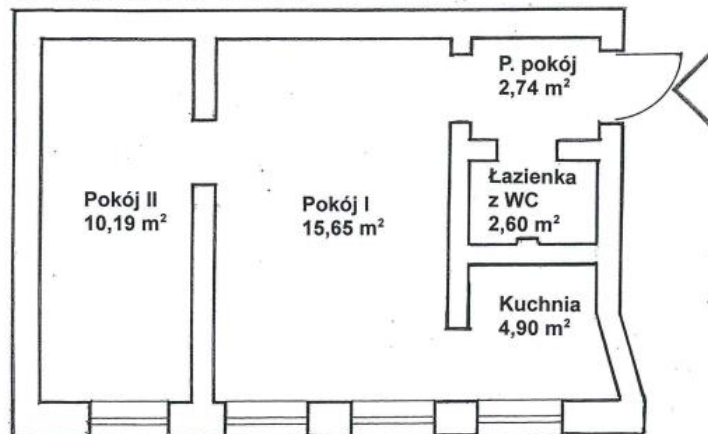 P. pokój
2,74 m²
Łazienka
z WC
2,60 m²
Pokój II
10,19 m²
Pokój I
15,65 m²
Kuchnia
4,90 m²